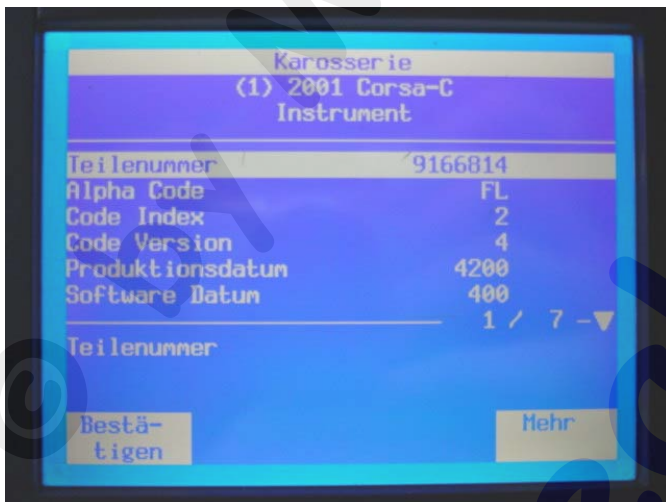 Karosserie
(1) 2001 Corsa-C
Instrument
Teilenummer 9166814
Alpha Code FL
Code Index 2
Code Version 4
Produktionsdatum 4200
Software Datum 400
1 / 7
Teilenummer
Bestä-
tigen
Mehr
© by